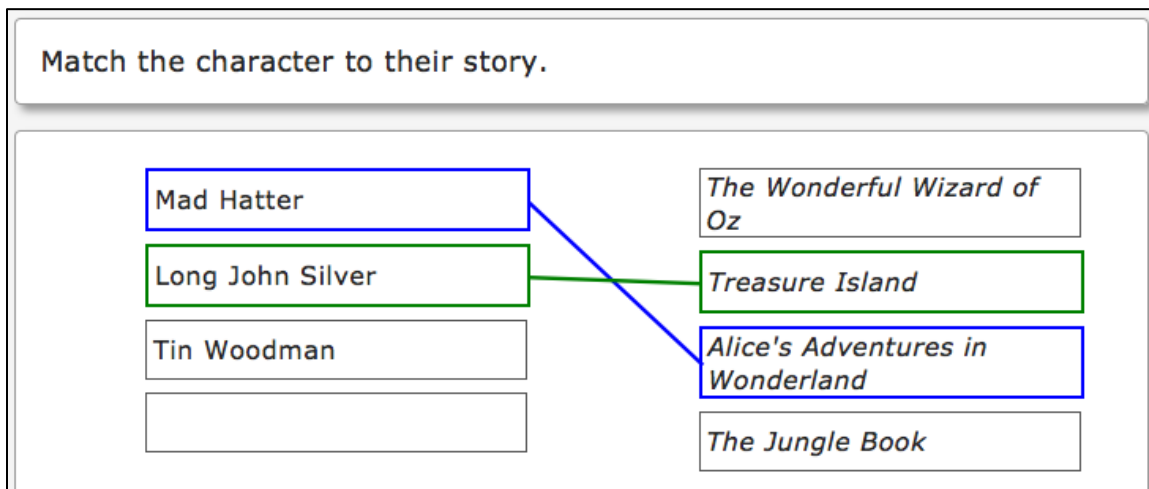 Match the character to their story.
Mad Hatter
Long John Silver
Tin Woodman
The Wonderful Wizard of
Oz
Treasure Island
Alice's Adventures in
Wonderland
The Jungle Book